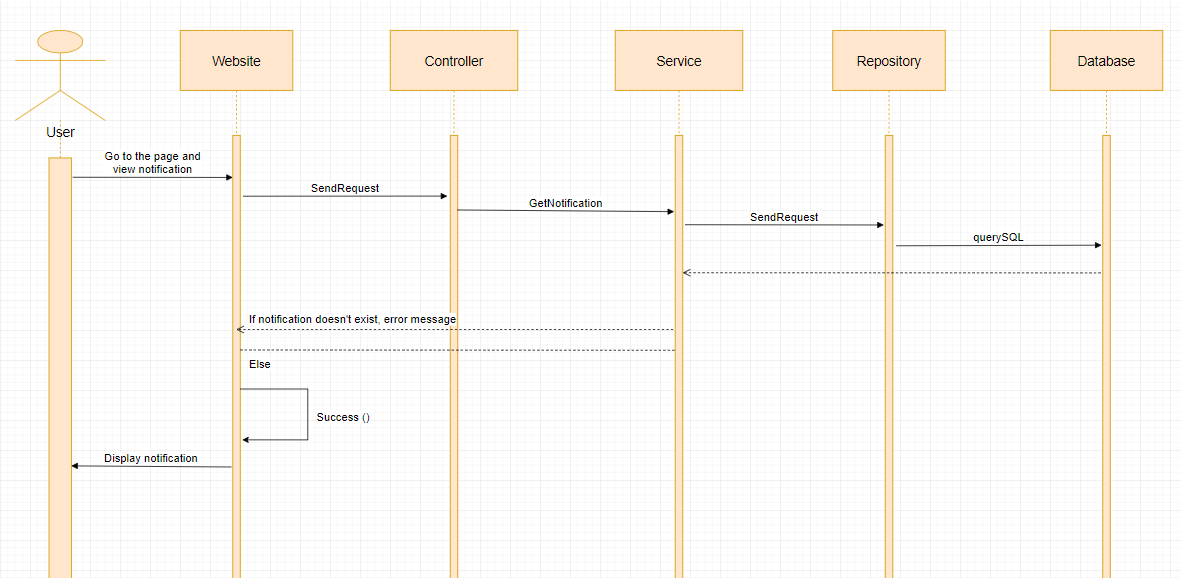 Website
Controller
Service
Repository
Database
User
Go to the page and
view notification
SendRequest
GetNotification
SendRequest
querySQL
If notification doesn't exist, error message
Else
Success ()
Display notification